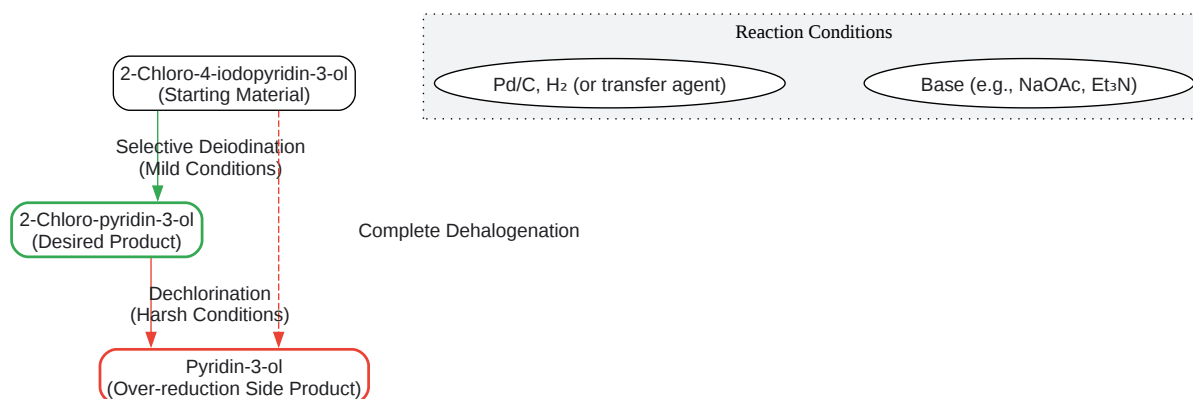 Reaction Conditions
2-Chloro-4-iodopyridin-3-ol
(Starting Material)
Pd/C, H₂ (or transfer agent)
Base (e.g., NaOAc, Et₃N)
Selective Deiodination
(Mild Conditions)
2-Chloro-pyridin-3-ol
(Desired Product)
Complete Dehalogenation
Dechlorination
(Harsh Conditions)
Pyridin-3-ol
(Over-reduction Side Product)